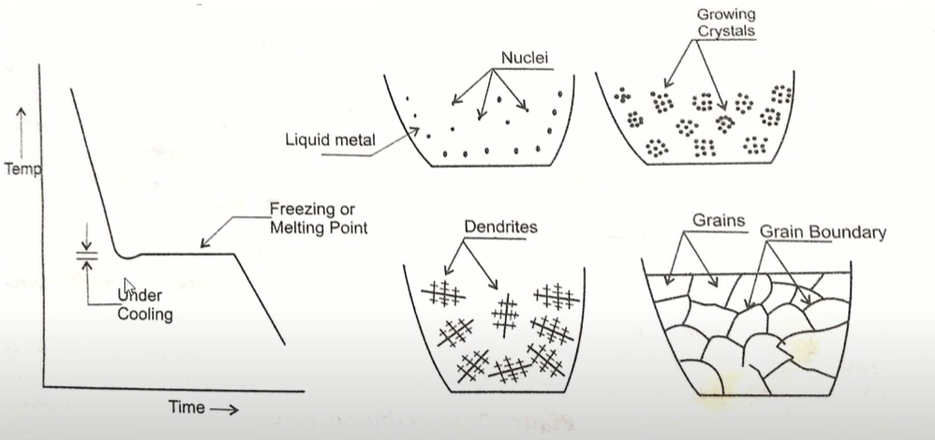 Temp
Time
Under
Cooling
Freezing or
Melting Point
Nuclei
Liquid metal
Growing
Crystals
Dendrites
Grains
Grain Boundary